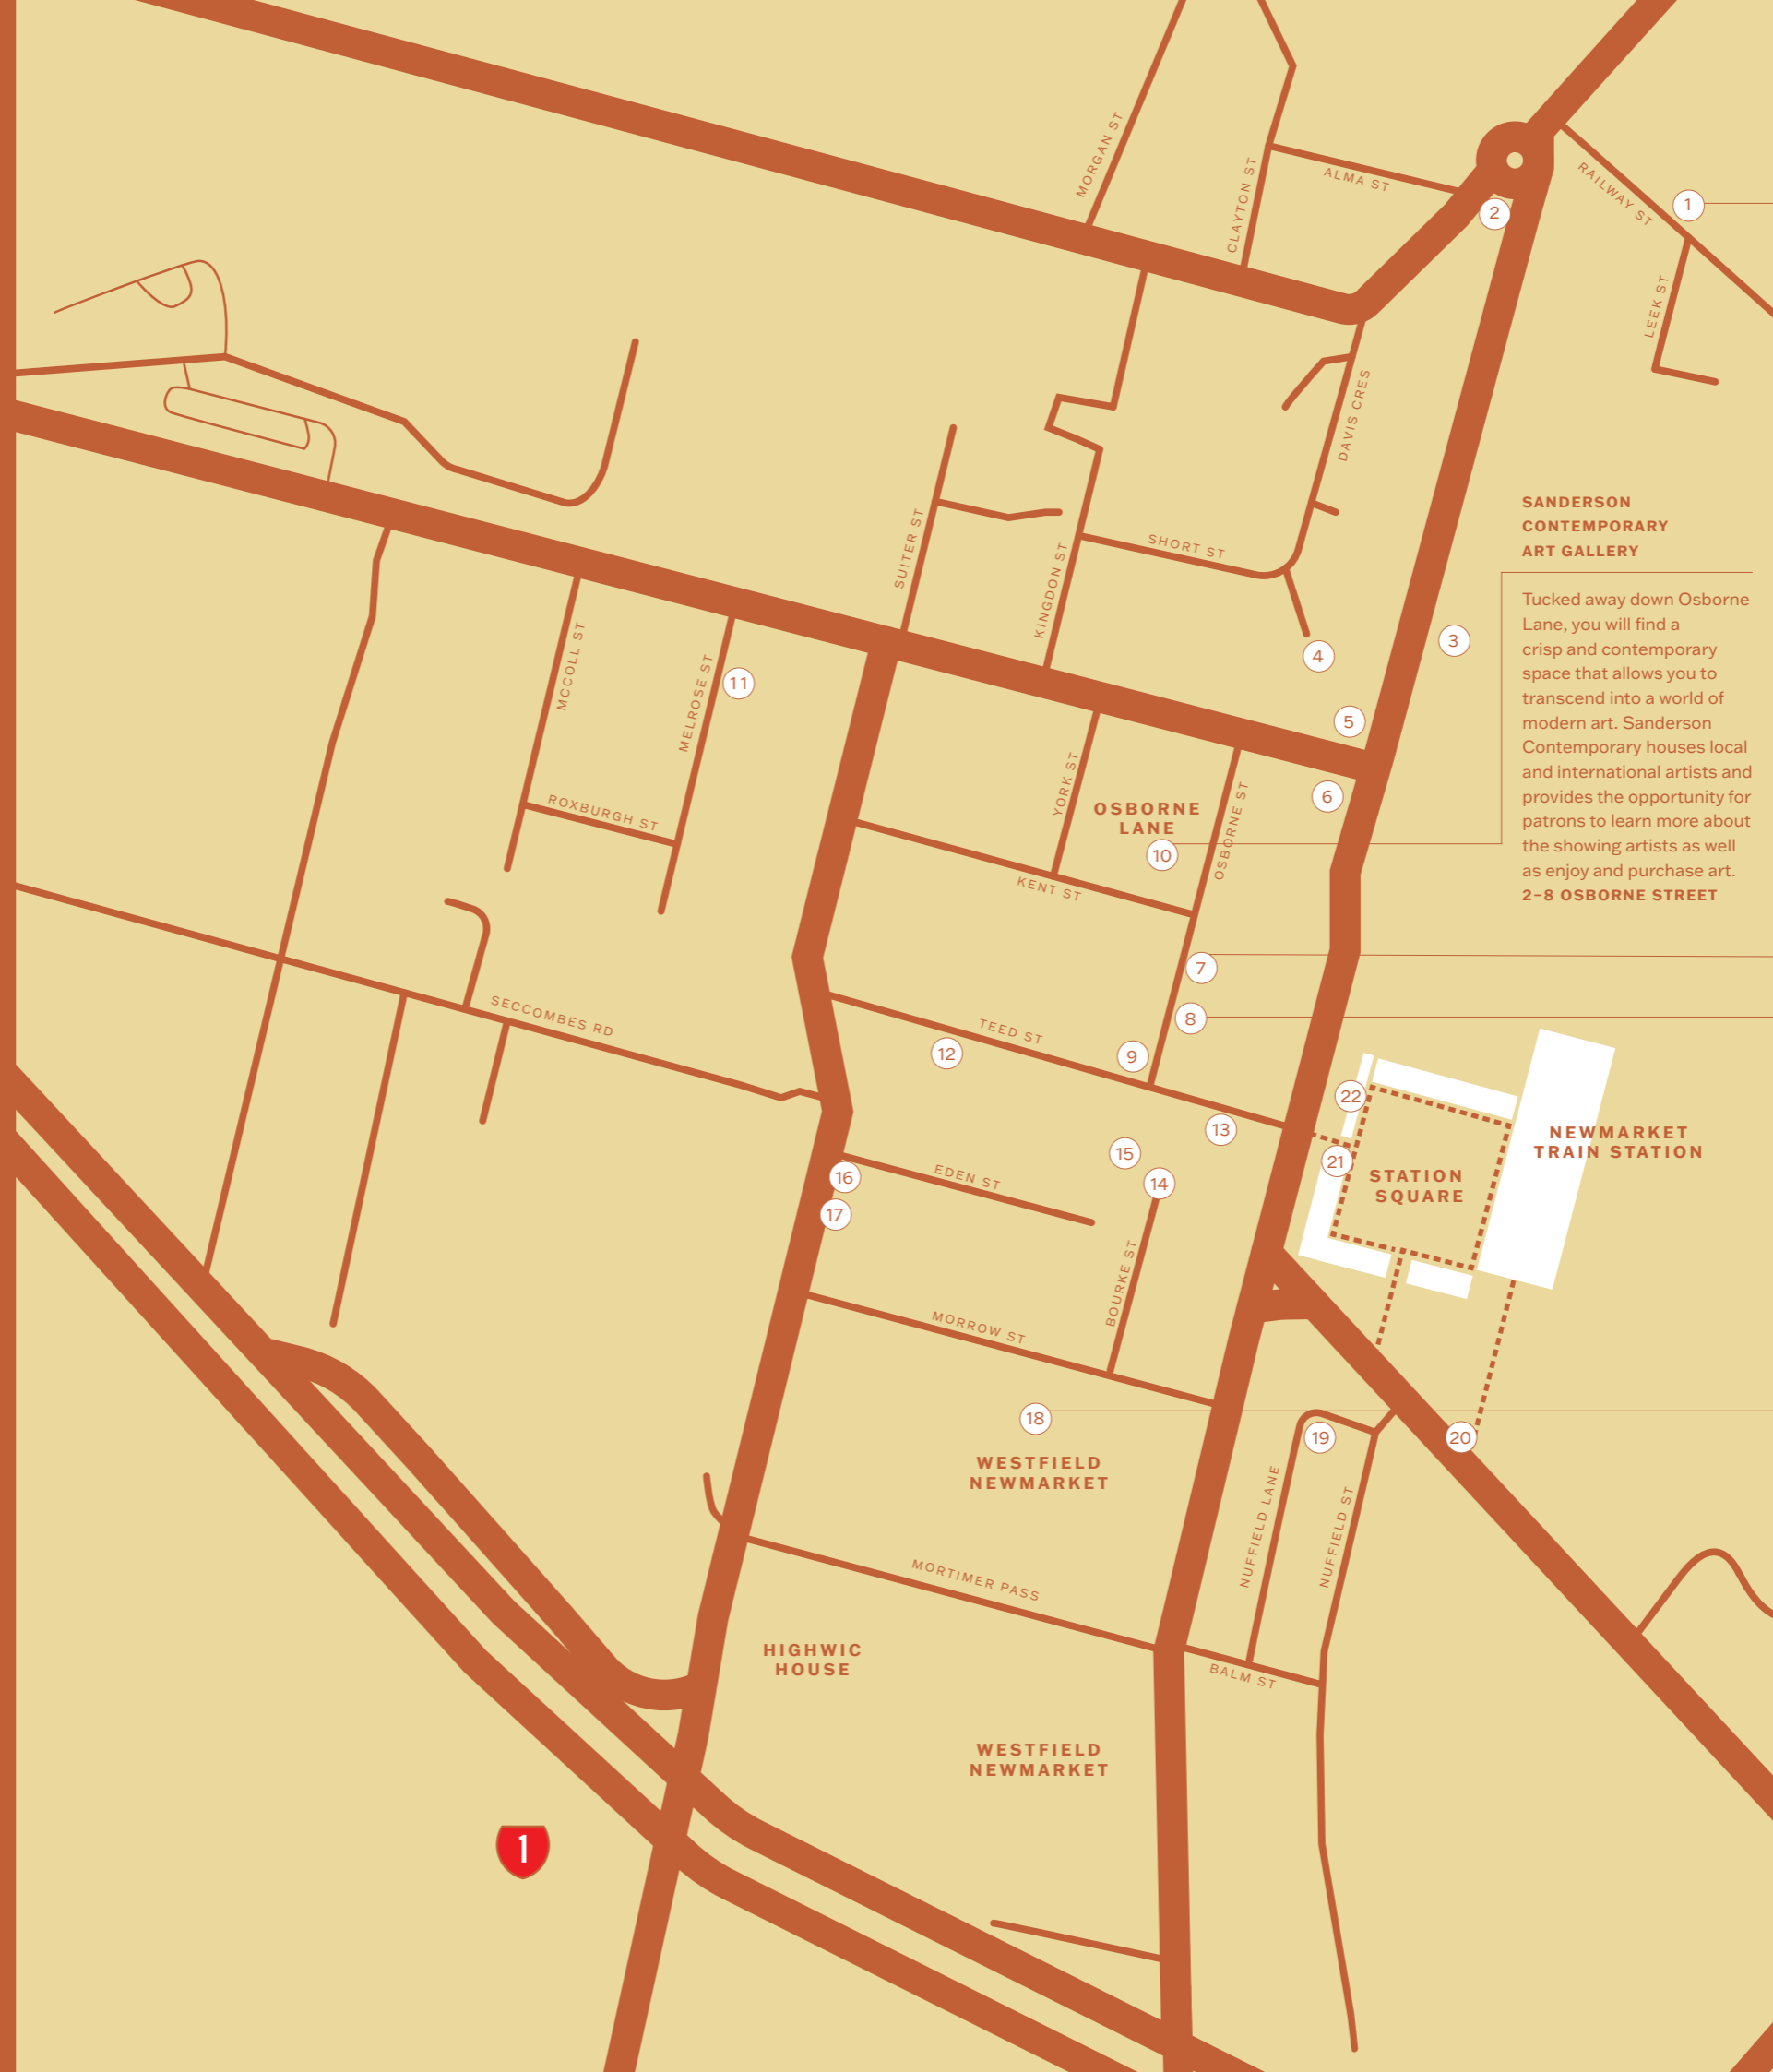 MORGAN ST
CLAYTON ST
ALMA ST
RAILWAY ST
1
2
LEEK ST
DAVIS CRES
SANDERSON
CONTEMPORARY
ART GALLERY
Tucked away down Osborne
Lane, you will find a
crisp and contemporary
space that allows you to
transcend into a world of
modern art. Sanderson
Contemporary houses local
and international artists and
provides the opportunity for
patrons to learn more about
the showing artists as well
as enjoy and purchase art.
2–8 OSBORNE STREET
SUITER ST
SHORT ST
KINGDON ST
3
4
MCCOLL ST
MELROSE ST
11
5
YORK ST
OSBORNE
LANE
10
OSBORNE ST
6
ROXBURGH ST
KENT ST
7
SECCOMBES RD
TEED ST
8
12
9
22
13
NEWMARKET
TRAIN STATION
15
21
STATION
SQUARE
16
EDEN ST
14
17
BOURKE ST
MORROW ST
18
19
20
WESTFIELD
NEWMARKET
NUFFIELD LANE
NUFFIELD ST
MORTIMER PASS
HIGHWIC
HOUSE
BALM ST
WESTFIELD
NEWMARKET
1